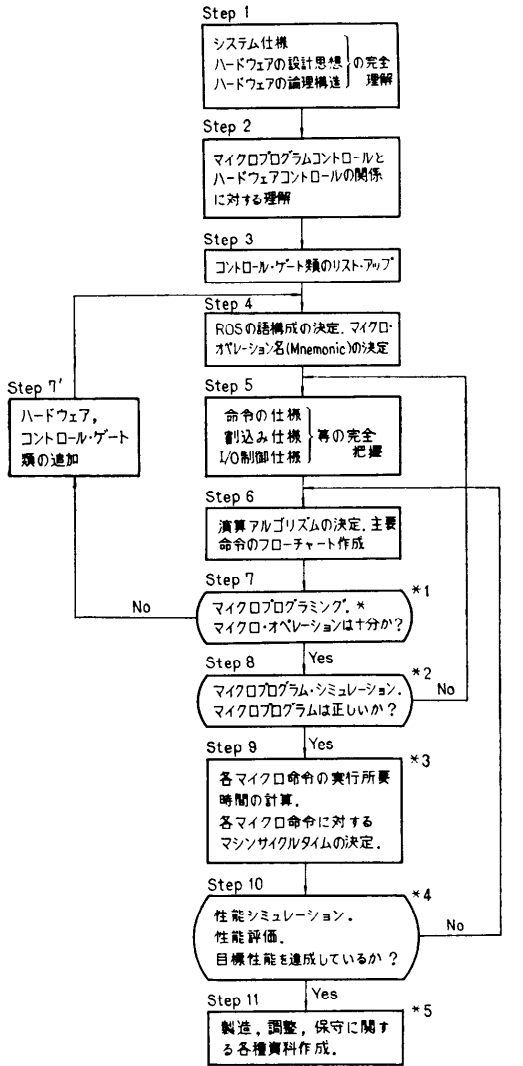 Step 1
システム仕様
ハードウェアの設計思想
ハードウェアの論理構造
の完全
理解
Step 2
マイクロプログラムコントロールと
ハードウェアコントロールの関係
に対する理解
Step 3
コントロール・ゲート類のリスト・アップ
Step 4
ROSの語構成の決定．マイクロ・
オペレーション名(Mnemonic)の決定
Step 7'
ハードウェア，
コントロール・ゲート
類の追加
Step 5
命令の仕様
割込み仕様
I/O制御仕様
等の完全
把握
Step 6
演算アルゴリズムの決定．主要
命令のフローチャート作成
Step 7
*1
マイクロプログラミング．*
マイクロ・オペレーションは十分か？
No
Yes
Step 8
*2
マイクロプログラム・シミュレーション．
マイクロプログラムは正しいか？
No
Yes
Step 9
*3
各マイクロ命令の実行所要
時間の計算．
各マイクロ命令に対する
マシンサイクルタイムの決定．
Step 10
*4
性能シミュレーション．
性能評価．
目標性能を達成しているか？
No
Yes
Step 11
*5
製造，調整，保守に関す
る各種資料作成．